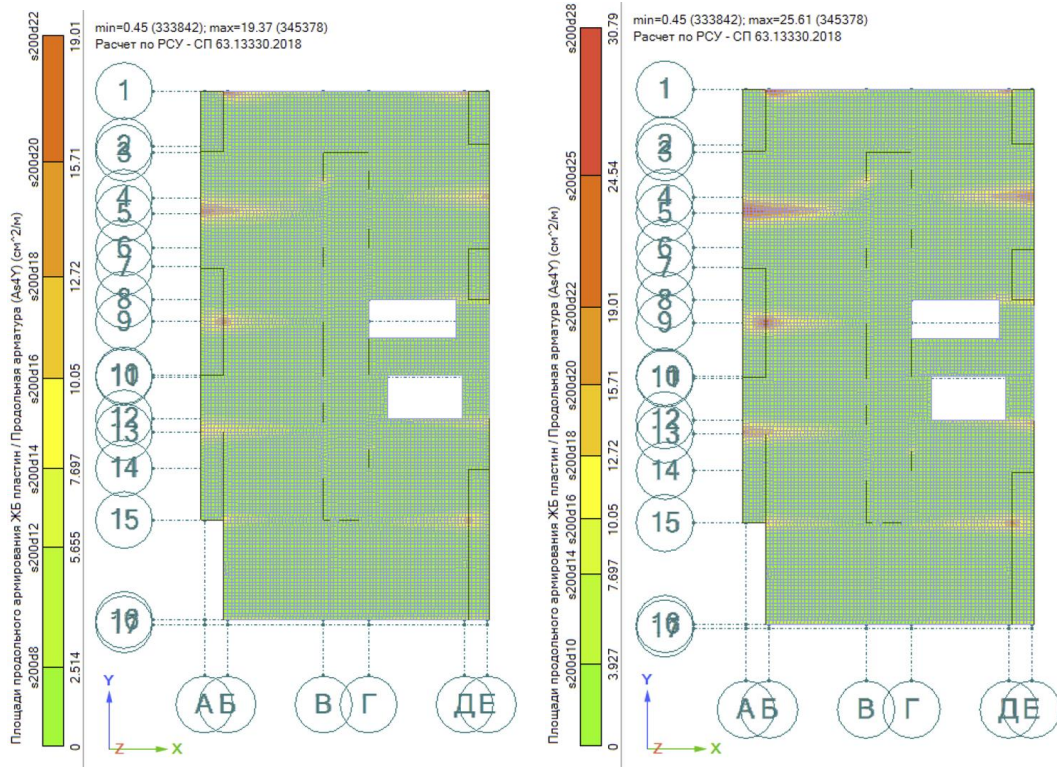 min=0.45 (333842); max=19.37 (345378)
Расчет по РСУ - СП 63.13330.2018
Площади продольного армирования ЖБ пластин / Продольная арматура (As4Y) (см^2/м)
s200d22
s200d20
s200d18
s200d16
s200d14
s200d12
s200d8
19.01
15.71
12.72
10.05
7.697
5.655
2.514
0
1
2
3
4
5
6
7
8
9
10
12
13
14
15
17
А Б В Г Д Е
Y
Z X
min=0.45 (333842); max=25.61 (345378)
Расчет по РСУ - СП 63.13330.2018
Площади продольного армирования ЖБ пластин / Продольная арматура (As4Y) (см^2/м)
s200d28
s200d25
s200d22
s200d20
s200d18
s200d16
s200d14
s200d10
30.79
24.54
19.01
15.71
12.72
10.05
7.697
3.927
0
1
2
3
4
5
6
7
8
9
10
12
13
14
15
17
А Б В Г Д Е
Y
Z X